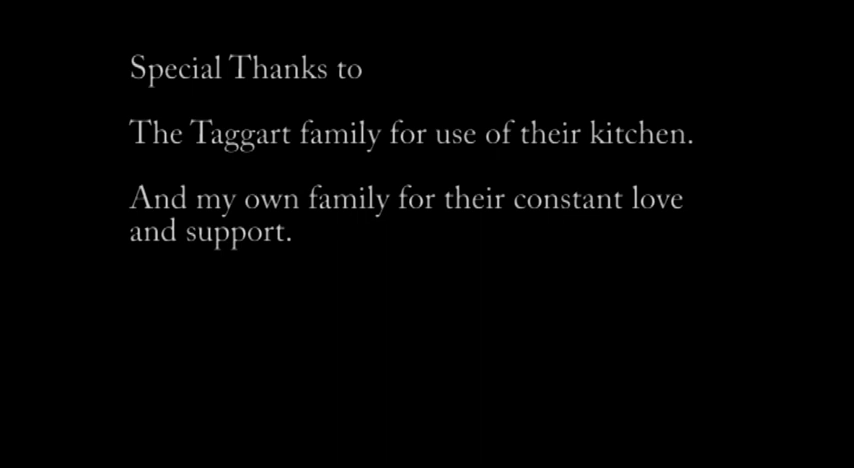 Special Thanks to
The Taggart family for use of their kitchen.
And my own family for their constant love
and support.